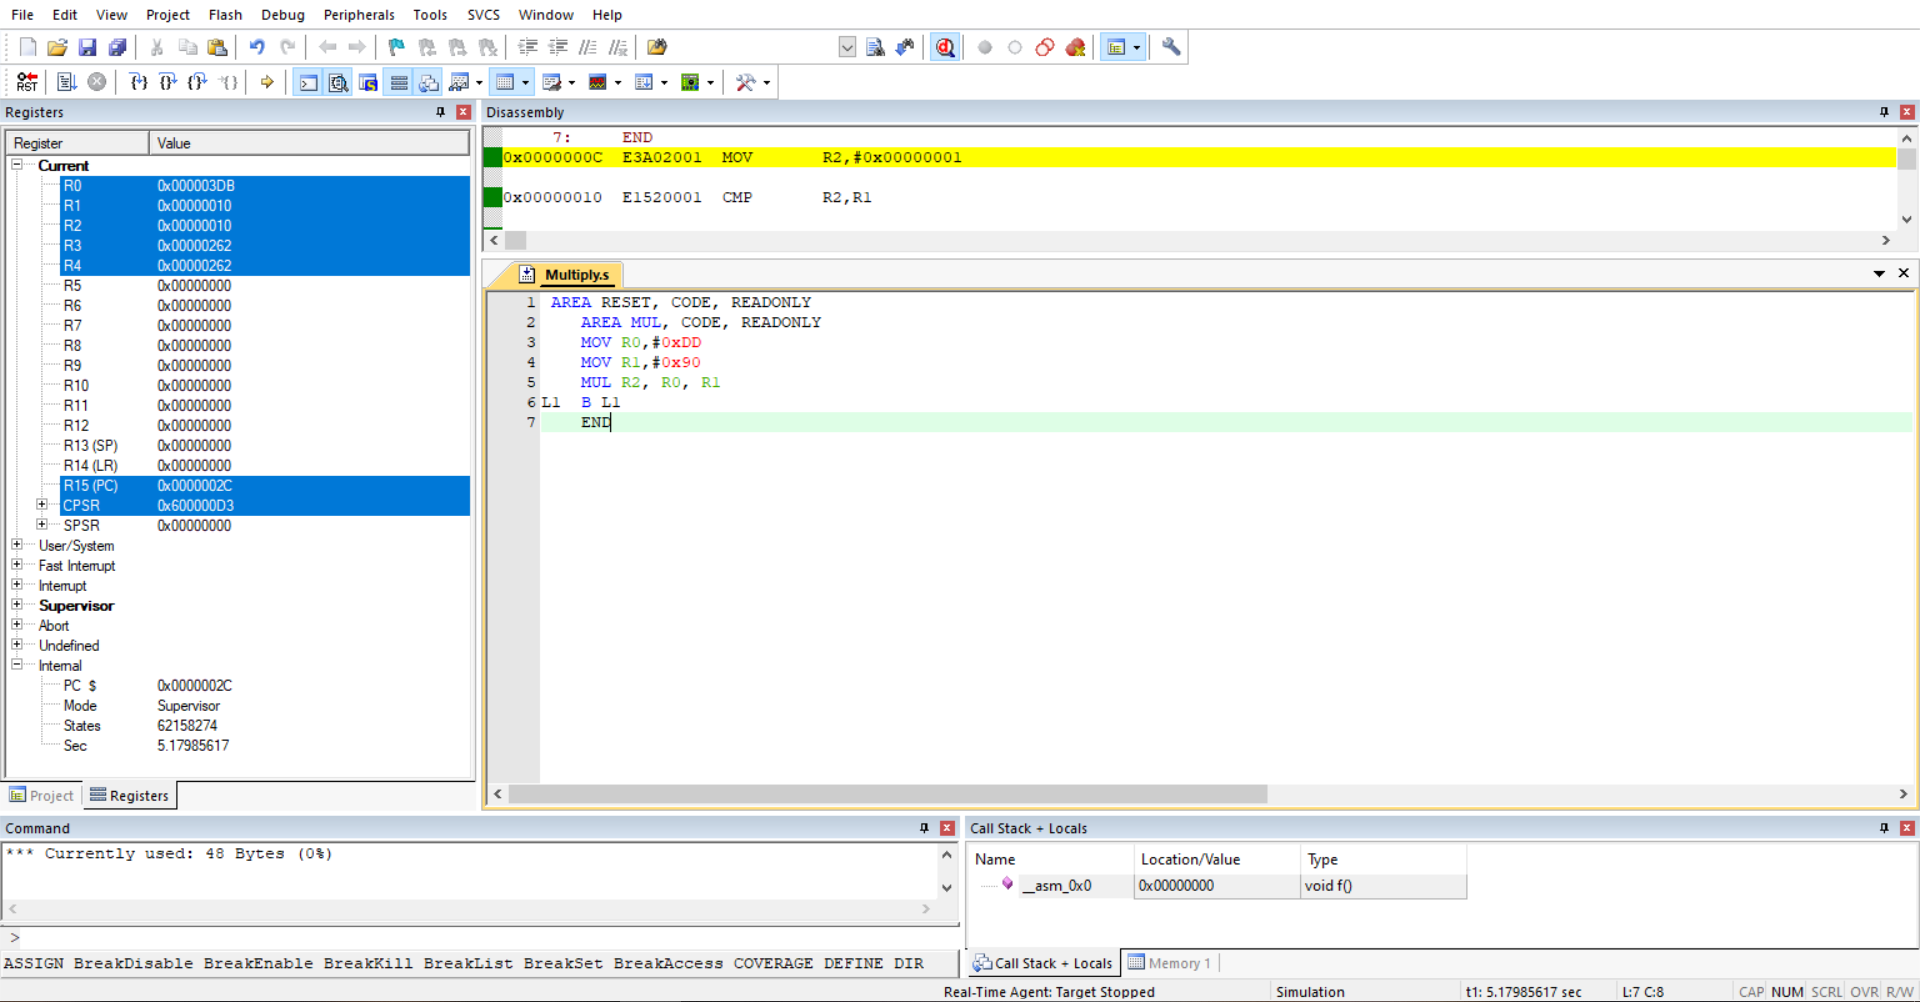 File Edit View Project Flash Debug Peripherals Tools SVCS Window Help
RST
Registers
Register Value
Current
R0 0x000003DB
R1 0x00000010
R2 0x00000010
R3 0x00000262
R4 0x00000262
R5 0x00000000
R6 0x00000000
R7 0x00000000
R8 0x00000000
R9 0x00000000
R10 0x00000000
R11 0x00000000
R12 0x00000000
R13 (SP) 0x00000000
R14 (LR) 0x00000000
R15 (PC) 0x0000002C
CPSR 0x600000D3
SPSR 0x00000000
User/System
Fast Interrupt
Interrupt
Supervisor
Abort
Undefined
Internal
PC $ 0x0000002C
Mode Supervisor
States 62158274
Sec 5.17985617
Project Registers
Disassembly
7: END
0x0000000C E3A02001 MOV R2,#0x00000001
0x00000010 E1520001 CMP R2,R1
Multiply.s
1 AREA RESET, CODE, READONLY
2 AREA MUL, CODE, READONLY
3 MOV R0,#0xDD
4 MOV R1,#0x90
5 MUL R2, R0, R1
6 L1 B L1
7 END
Command
*** Currently used: 48 Bytes (0%)
>
ASSIGN BreakDisable BreakEnable BreakKill BreakList BreakSet BreakAccess COVERAGE DEFINE DIR
Call Stack + Locals
Name Location/Value Type
__asm_0x0 0x00000000 void f()
Call Stack + Locals Memory 1
Real-Time Agent: Target Stopped Simulation t1: 5.17985617 sec L:7 C:8 CAP NUM SCRL OVR R/W